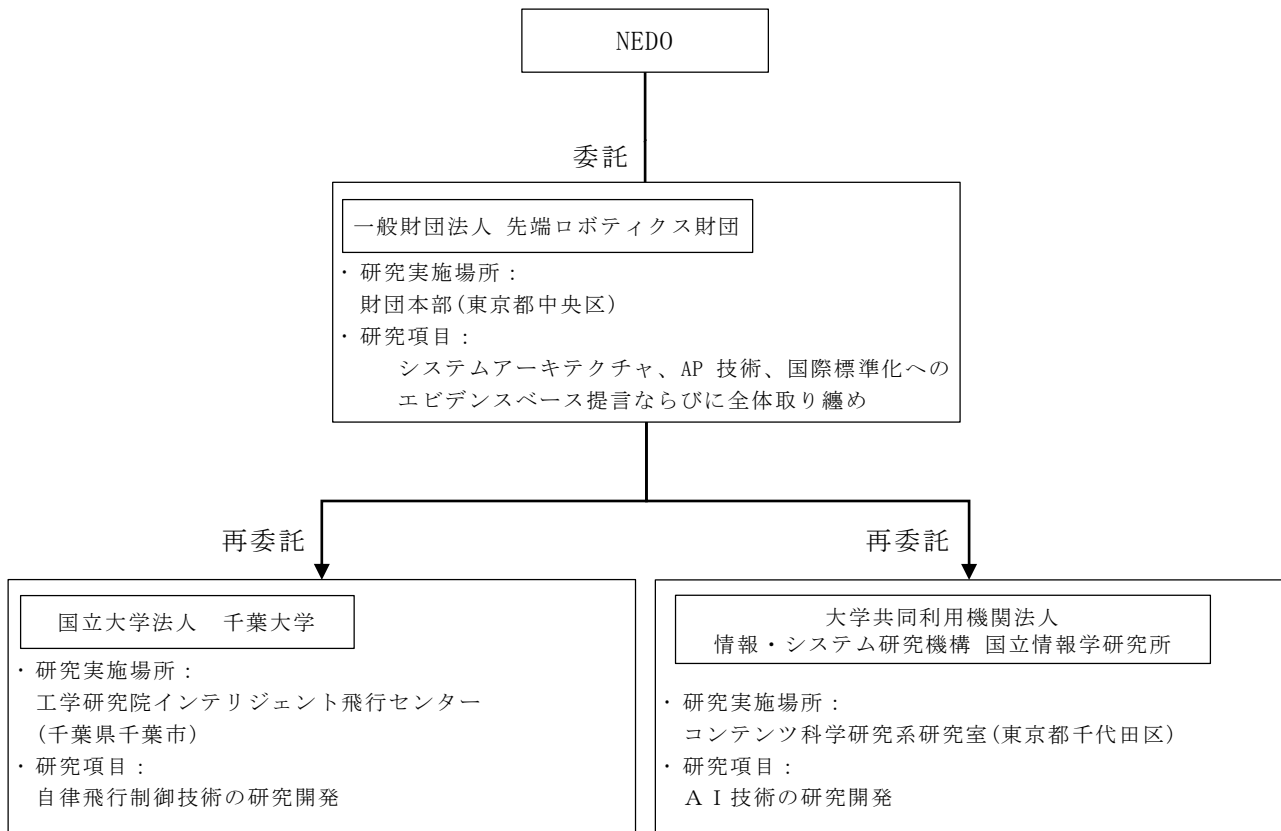 NEDO
委託
一般財団法人 先端ロボティクス財団
・研究実施場所：
財団本部(東京都中央区)
・研究項目：
システムアーキテクチャ、AP 技術、国際標準化への
エビデンスベース提言ならびに全体取り纏め
再委託
国立大学法人　千葉大学
・研究実施場所：
工学研究院インテリジェント飛行センター
(千葉県千葉市)
・研究項目：
自律飛行制御技術の研究開発
再委託
大学共同利用機関法人
情報・システム研究機構 国立情報学研究所
・研究実施場所：
コンテンツ科学研究系研究室(東京都千代田区)
・研究項目：
ＡＩ技術の研究開発